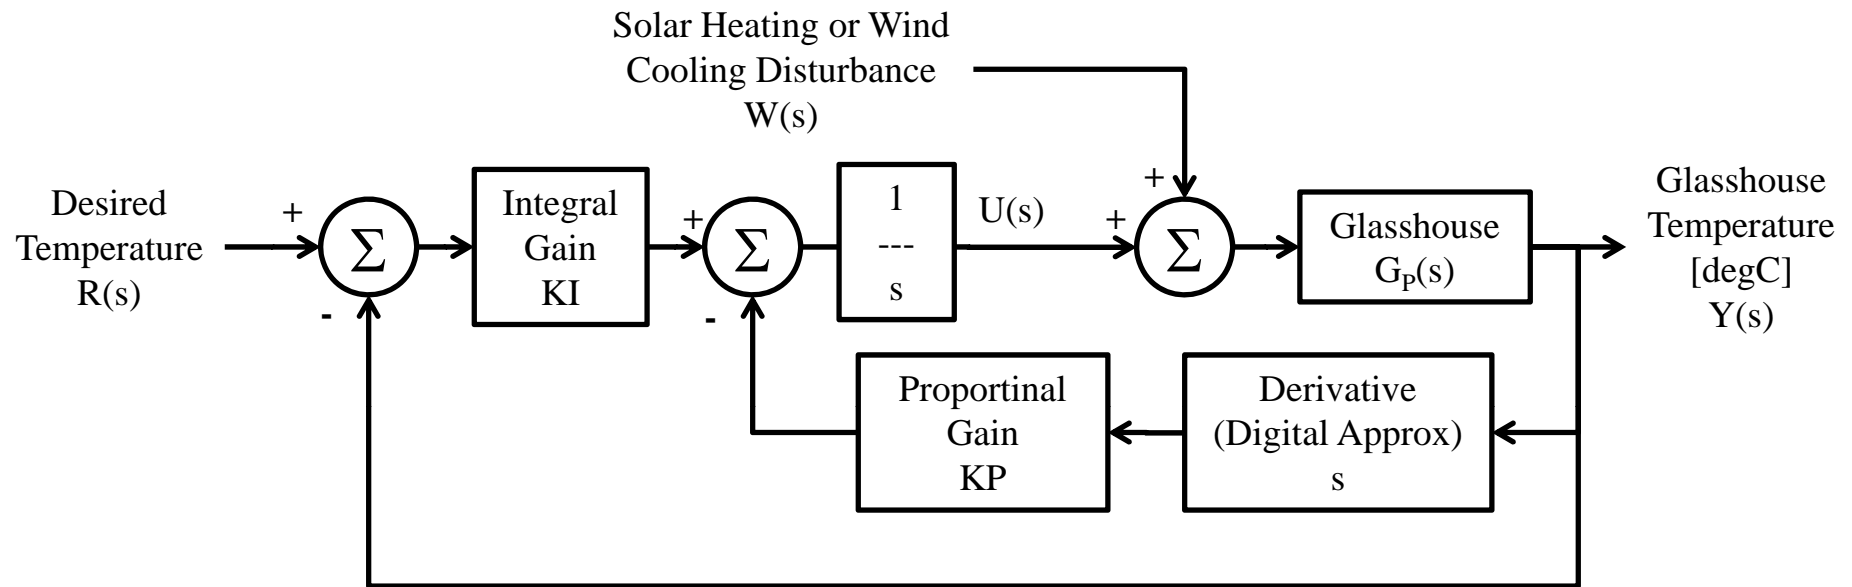 Solar Heating or Wind
Cooling Disturbance
W(s)
Desired
Temperature
R(s)
+
-
Σ
Integral
Gain
KI
+
-
Σ
1
---
s
U(s)
+
+
Σ
Glasshouse
G_P(s)
Glasshouse
Temperature
[degC]
Y(s)
Proportinal
Gain
KP
Derivative
(Digital Approx)
s